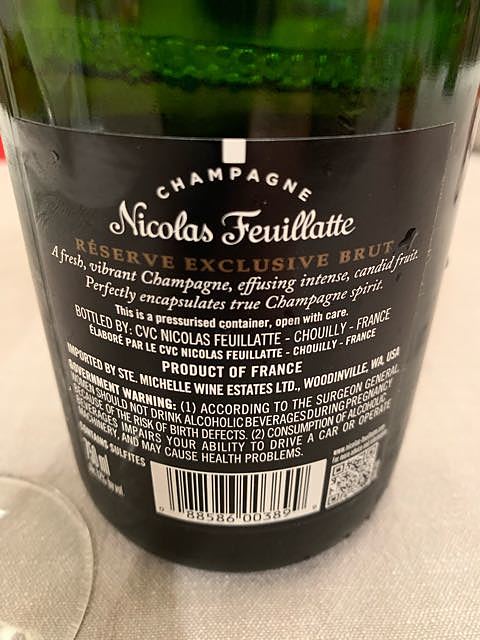 CHAMPAGNE
Nicolas Feuillatte
RÉSERVE EXCLUSIVE BRUT
A fresh, vibrant Champagne, effusing intense, candid fruit.
Perfectly encapsulates true Champagne spirit.
This is a pressurised container, open with care.
BOTTLED BY: CVC NICOLAS FEUILLATTE - CHOUILLY - FRANCE
ÉLABORÉ PAR LE CVC NICOLAS FEUILLATTE - CHOUILLY - FRANCE
PRODUCT OF FRANCE
IMPORTED BY STE. MICHELLE WINE ESTATES LTD., WOODINVILLE, WA, USA
GOVERNMENT WARNING: (1) ACCORDING TO THE SURGEON GENERAL,
WOMEN SHOULD NOT DRINK ALCOHOLIC BEVERAGES DURING PREGNANCY
BECAUSE OF THE RISK OF BIRTH DEFECTS. (2) CONSUMPTION OF ALCOHOLIC
BEVERAGES IMPAIRS YOUR ABILITY TO DRIVE A CAR OR OPERATE
MACHINERY, AND MAY CAUSE HEALTH PROBLEMS.
CONTAINS SULFITES
0 88586 00389